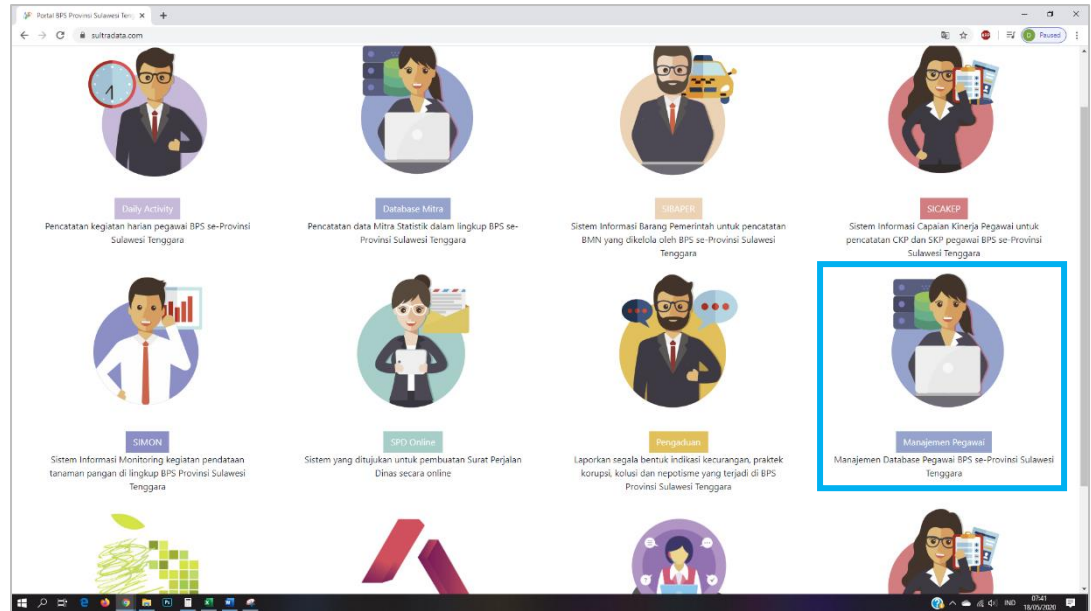 Portal BPS Provinsi Sulawesi Teng
sultradata.com
Paused
Daily Activity
Pencatatan kegiatan harian pegawai BPS se-Provinsi
Sulawesi Tenggara
Database Mitra
Pencatatan data Mitra Statistik dalam lingkup BPS se-
Provinsi Sulawesi Tenggara
SIBAPER
Sistem Informasi Barang Pemerintah untuk pencatatan
BMN yang dikelola oleh BPS se-Provinsi Sulawesi
Tenggara
SICAKEP
Sistem Informasi Capaian Kinerja Pegawai untuk
pencatatan CKP dan SKP pegawai BPS se-Provinsi
Sulawesi Tenggara
SIMON
Sistem Informasi Monitoring kegiatan pendataan
tanaman pangan di lingkup BPS Provinsi Sulawesi
Tenggara
SPD Online
Sistem yang ditujukan untuk pembuatan Surat Perjalan
Dinas secara online
Pengaduan
Laporkan segala bentuk indikasi kecurangan, praktek
korupsi, kolusi dan nepotisme yang terjadi di BPS
Provinsi Sulawesi Tenggara
Manajemen Pegawai
Manajemen Database Pegawai BPS se-Provinsi Sulawesi
Tenggara
IND
07:41
18/05/2020